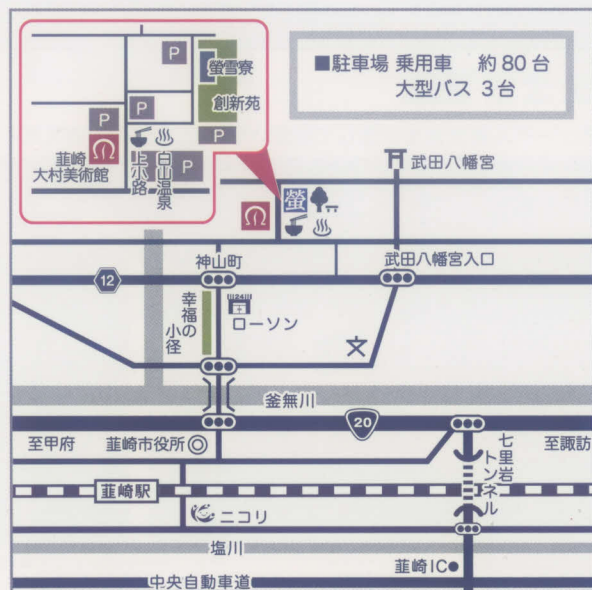 ■駐車場 乗用車 約80台
大型バス 3台
P
螢雪寮
P
創新苑
P
P
韮崎
大村美術館
上小路
白山温泉
P
武田八幡宮
螢
神山町
武田八幡宮入口
12
幸福の
小径
24
ローソン
文
釜無川
20
至甲府
韮崎市役所
七里岩
トンネル
至諏訪
韮崎駅
ニコリ
塩川
韮崎IC
中央自動車道